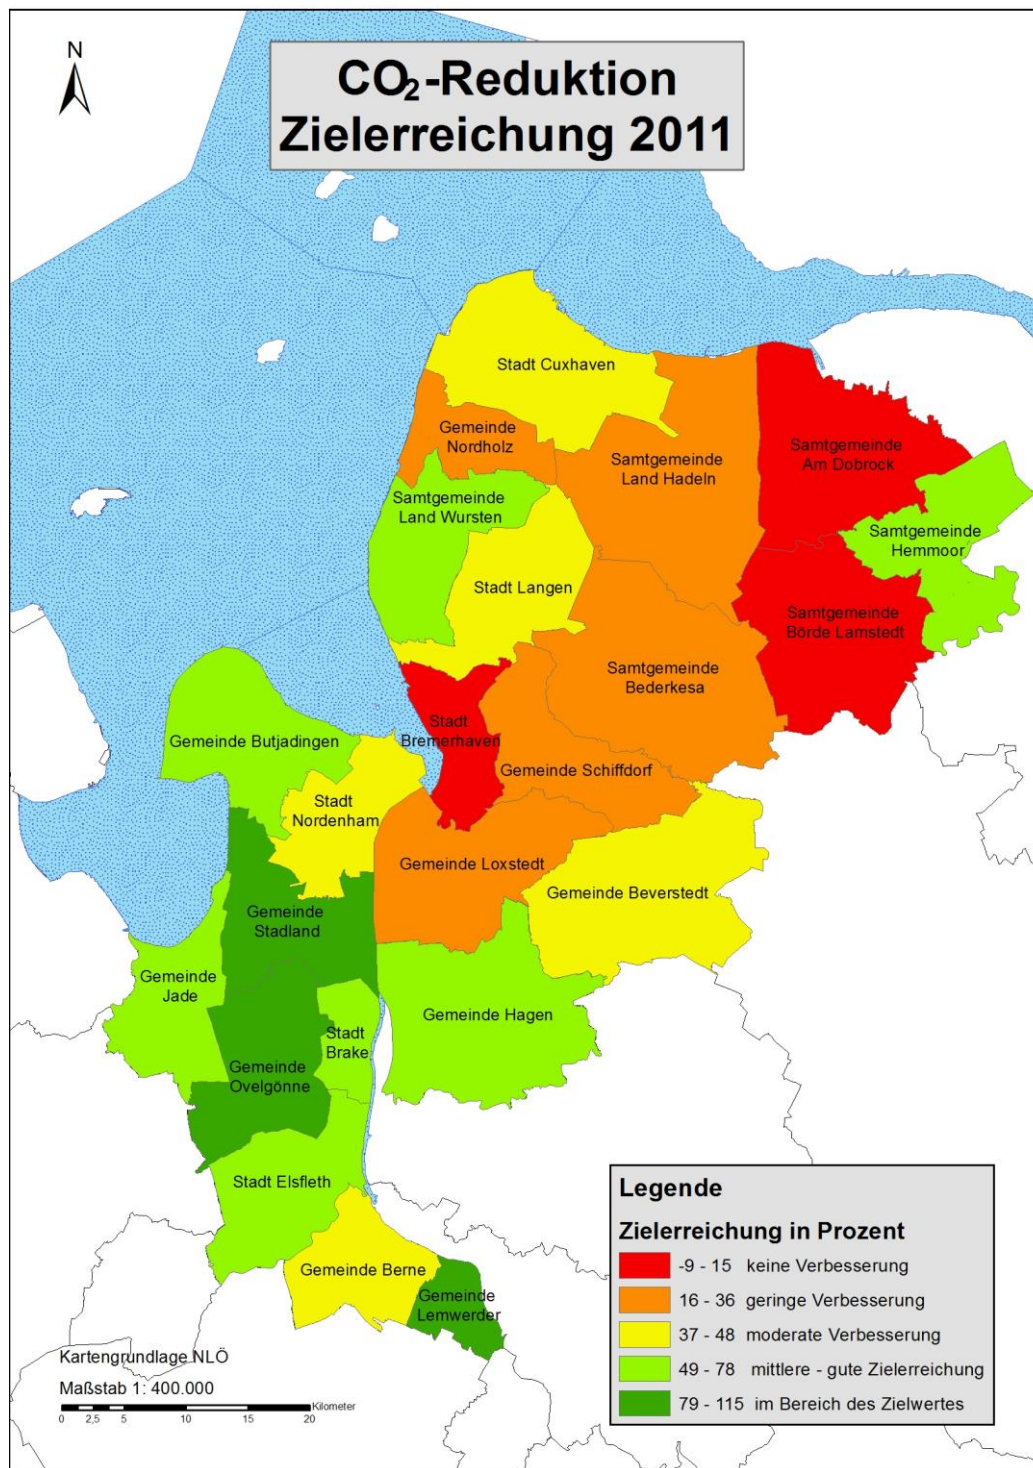 N
CO₂-Reduktion
Zielerreichung 2011
Stadt Cuxhaven
Gemeinde
Nordholz
Samtgemeinde
Land Hadeln
Samtgemeinde
Am Dobrock
Samtgemeinde
Land Wursten
Samtgemeinde
Hemmoor
Stadt Langen
Samtgemeinde
Börde Lamstedt
Samtgemeinde
Bederkesa
Stadt
Bremerhaven
Gemeinde Butjadingen
Gemeinde Schiffdorf
Stadt
Nordenham
Gemeinde Loxstedt
Gemeinde Beverstedt
Gemeinde
Stadland
Gemeinde
Jade
Gemeinde Hagen
Stadt
Brake
Gemeinde
Ovelgönne
Stadt Elsfleth
Gemeinde Berne
Gemeinde
Lemwerder
Legende
Zielerreichung in Prozent
-9 - 15 keine Verbesserung
16 - 36 geringe Verbesserung
37 - 48 moderate Verbesserung
49 - 78 mittlere - gute Zielerreichung
79 - 115 im Bereich des Zielwertes
Kartengrundlage NLÖ
Maßstab 1: 400.000
Kilometer
0 2,5 5 10 15 20